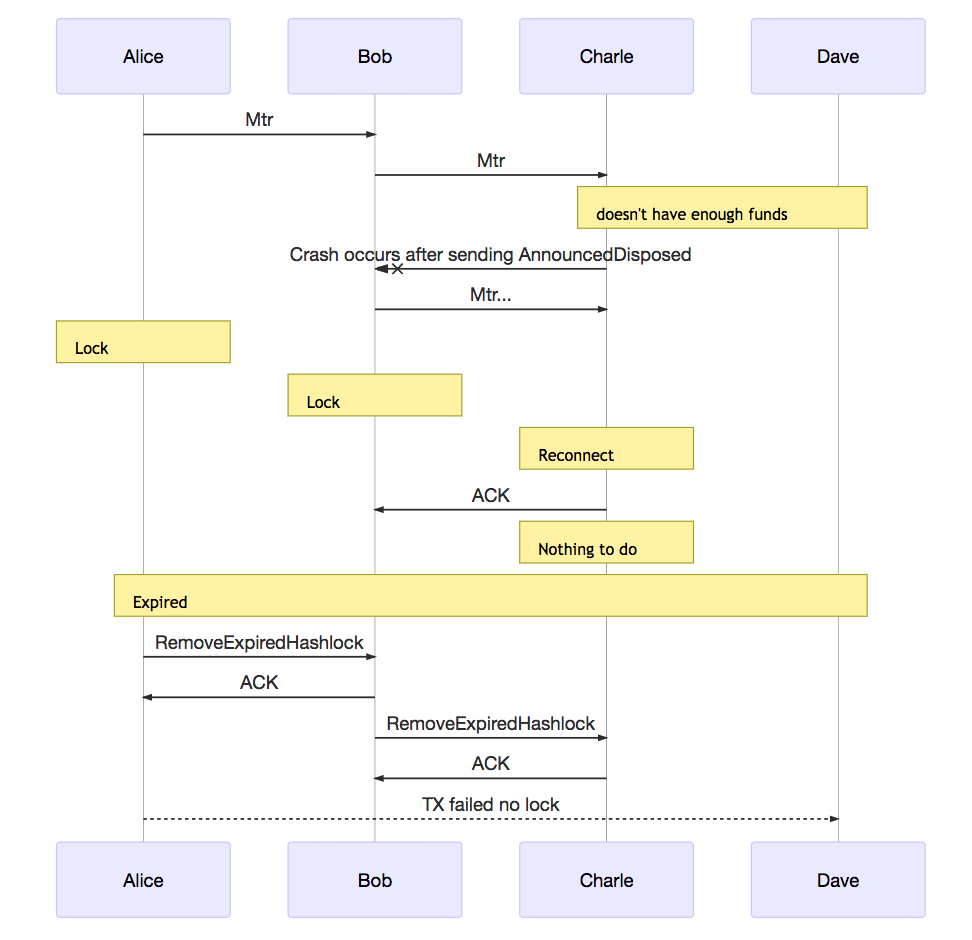 Alice Bob Charle Dave
Mtr
Mtr
doesn't have enough funds
Crash occurs after sending AnnouncedDisposed
Mtr...
Lock
Lock
Reconnect
ACK
Nothing to do
Expired
RemoveExpiredHashlock
ACK
RemoveExpiredHashlock
ACK
TX failed no lock
Alice Bob Charle Dave